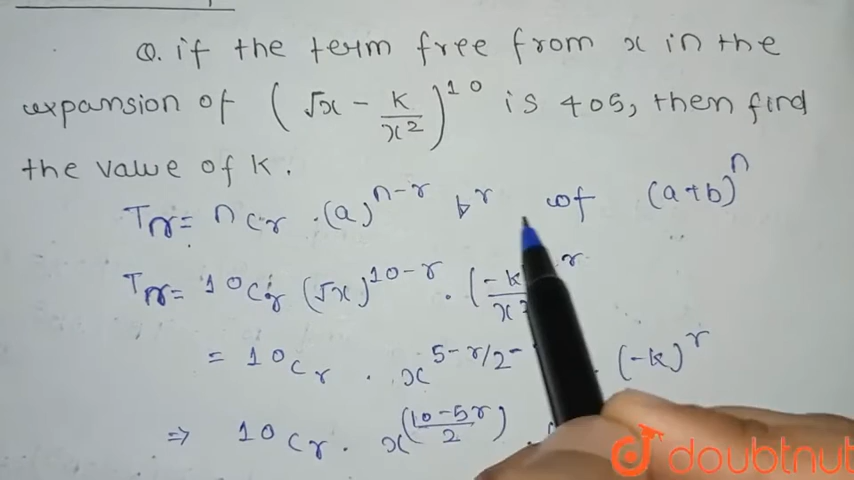 Q. if the term free from x in the
expansion of (√x - k/x²)^10 is 405, then find
the value of k.
Tr = nCr . (a)^(n-r) b^r of (a+b)^n
Tr = 10Cr (√x)^(10-r) . (-k/x²)^r
= 10Cr . x^(5-r/2- . (-k)^r
⇒ 10Cr . x^((10-5r)/2) .
doubtnut